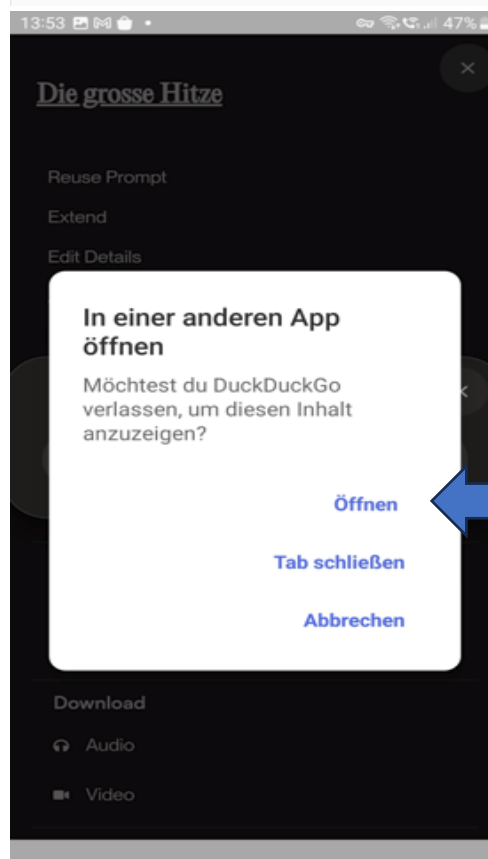 13:53 47%
Die grosse Hitze
Reuse Prompt
Extend
Edit Details
In einer anderen App
öffnen
Möchtest du DuckDuckGo
verlassen, um diesen Inhalt
anzuzeigen?
Öffnen
Tab schließen
Abbrechen
Download
Audio
Video